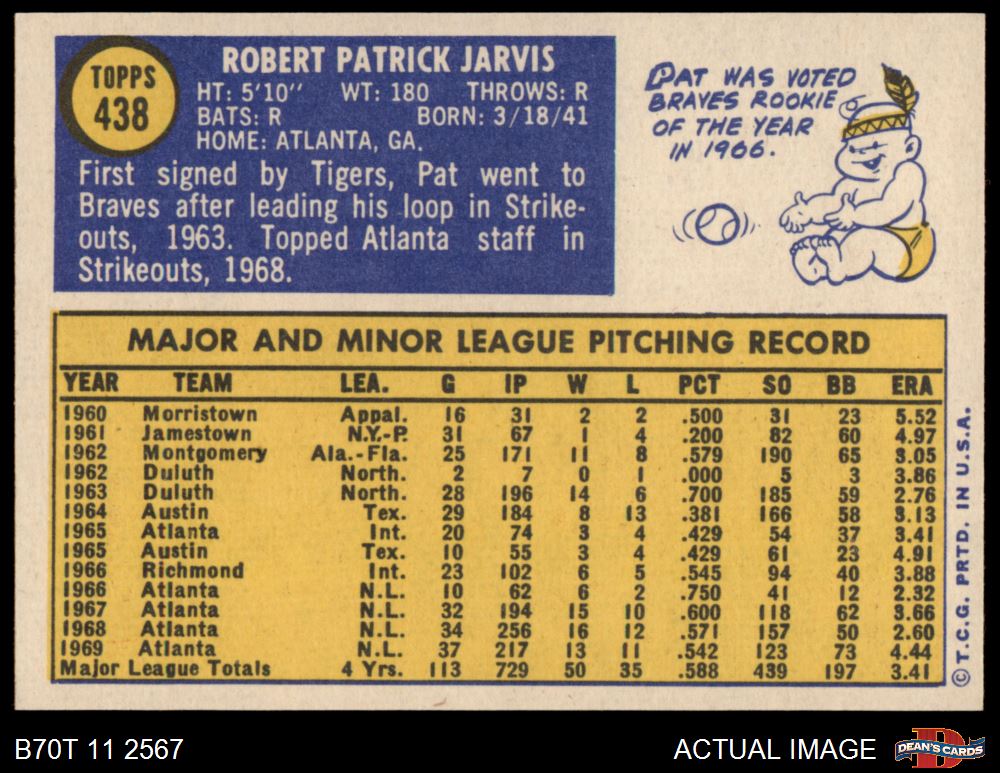 TOPPS
438
ROBERT PATRICK JARVIS
HT: 5'10" WT: 180 THROWS: R
BATS: R BORN: 3/18/41
HOME: ATLANTA, GA.
First signed by Tigers, Pat went to
Braves after leading his loop in Strike-
outs, 1963. Topped Atlanta staff in
Strikeouts, 1968.
PAT WAS VOTED
BRAVES ROOKIE
OF THE YEAR
IN 1966.
MAJOR AND MINOR LEAGUE PITCHING RECORD
YEAR TEAM LEA. G IP W L PCT SO BB ERA
1960 Morristown Appal. 16 31 2 2 .500 31 23 5.52
1961 Jamestown N.Y.-P. 31 67 1 4 .200 82 60 4.97
1962 Montgomery Ala.-Fla. 25 171 11 8 .579 190 65 3.05
1962 Duluth North. 2 7 0 1 .000 5 3 3.86
1963 Duluth North. 28 196 14 6 .700 185 59 2.76
1964 Austin Tex. 29 184 8 13 .381 166 58 3.13
1965 Atlanta Int. 20 74 3 4 .429 54 37 3.41
1965 Austin Tex. 10 55 3 4 .429 61 23 4.91
1966 Richmond Int. 23 102 6 5 .545 94 40 3.88
1966 Atlanta N.L. 10 62 6 2 .750 41 12 2.32
1967 Atlanta N.L. 32 194 15 10 .600 118 62 3.66
1968 Atlanta N.L. 34 256 16 12 .571 157 50 2.60
1969 Atlanta N.L. 37 217 13 11 .542 123 73 4.44
Major League Totals 4 Yrs. 113 729 50 35 .588 439 197 3.41
© T.C.G. PRTD. IN U.S.A.
B70T 11 2567
ACTUAL IMAGE
D
DEAN'S CARDS